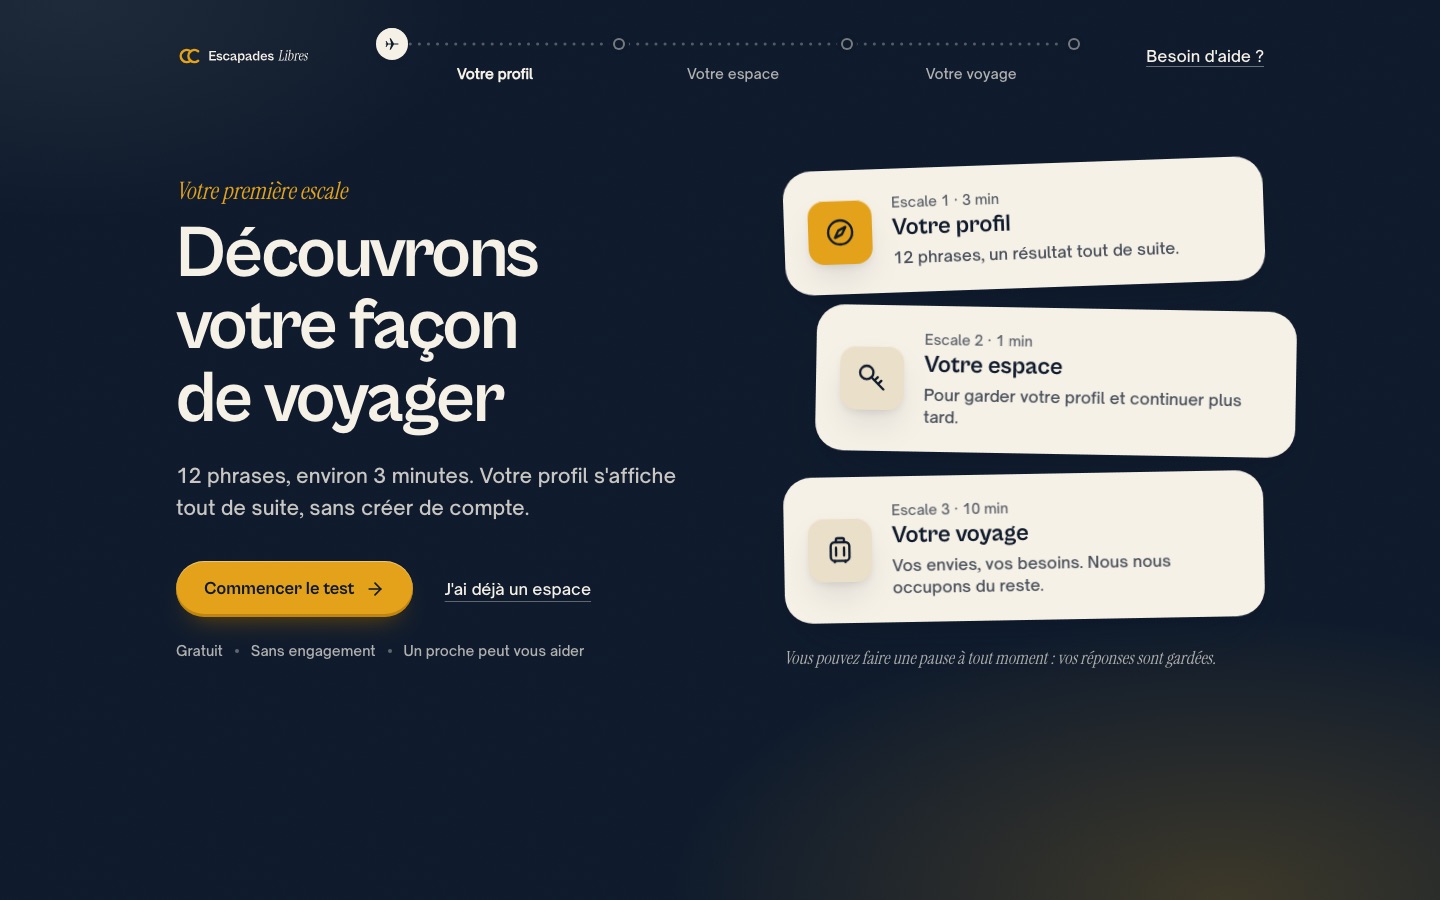 Escapades Libres
Votre profil
Votre espace
Votre voyage
Besoin d'aide ?
Votre première escale
Découvrons
votre façon
de voyager
12 phrases, environ 3 minutes. Votre profil s'affiche
tout de suite, sans créer de compte.
Commencer le test
J'ai déjà un espace
Gratuit • Sans engagement • Un proche peut vous aider
Escale 1 · 3 min
Votre profil
12 phrases, un résultat tout de suite.
Escale 2 · 1 min
Votre espace
Pour garder votre profil et continuer plus
tard.
Escale 3 · 10 min
Votre voyage
Vos envies, vos besoins. Nous nous
occupons du reste.
Vous pouvez faire une pause à tout moment : vos réponses sont gardées.